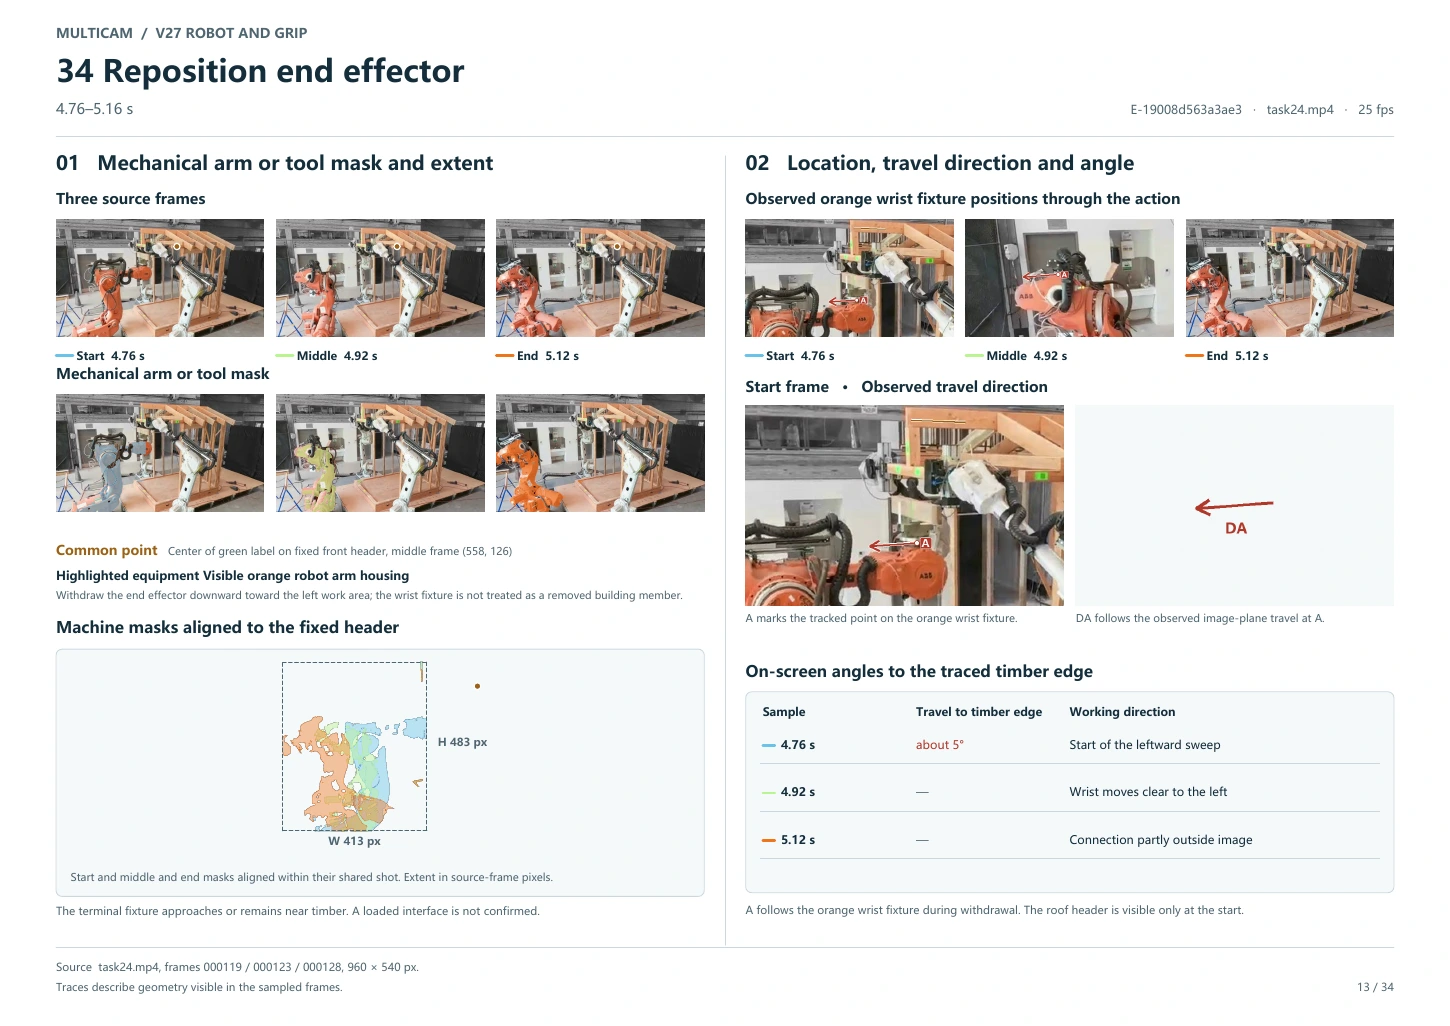 MULTICAM / V27 ROBOT AND GRIP
34 Reposition end effector
4.76–5.16 s
E-19008d563a3ae3 · task24.mp4 · 25 fps
01 Mechanical arm or tool mask and extent
Three source frames
Start 4.76 s
Middle 4.92 s
End 5.12 s
Mechanical arm or tool mask
Common point Center of green label on fixed front header, middle frame (558, 126)
Highlighted equipment Visible orange robot arm housing
Withdraw the end effector downward toward the left work area; the wrist fixture is not treated as a removed building member.
Machine masks aligned to the fixed header
H 483 px
W 413 px
Start and middle and end masks aligned within their shared shot. Extent in source-frame pixels.
The terminal fixture approaches or remains near timber. A loaded interface is not confirmed.
02 Location, travel direction and angle
Observed orange wrist fixture positions through the action
A
A
ABB
Start 4.76 s
Middle 4.92 s
End 5.12 s
Start frame • Observed travel direction
A
ABB
DA
A marks the tracked point on the orange wrist fixture.
DA follows the observed image-plane travel at A.
On-screen angles to the traced timber edge
Sample Travel to timber edge Working direction
4.76 s about 5° Start of the leftward sweep
4.92 s — Wrist moves clear to the left
5.12 s — Connection partly outside image
A follows the orange wrist fixture during withdrawal. The roof header is visible only at the start.
Source task24.mp4, frames 000119 / 000123 / 000128, 960 × 540 px.
Traces describe geometry visible in the sampled frames.
13 / 34